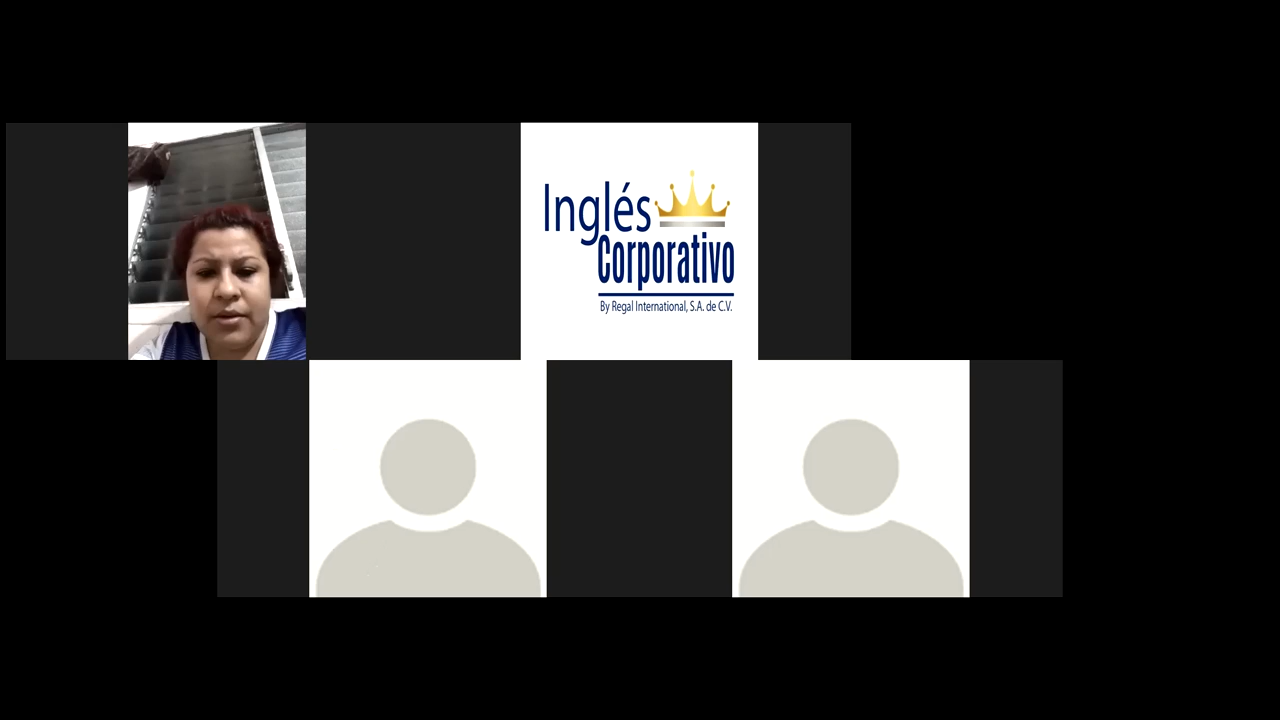 Inglés
Corporativo
By Regal International, S.A. de C.V.